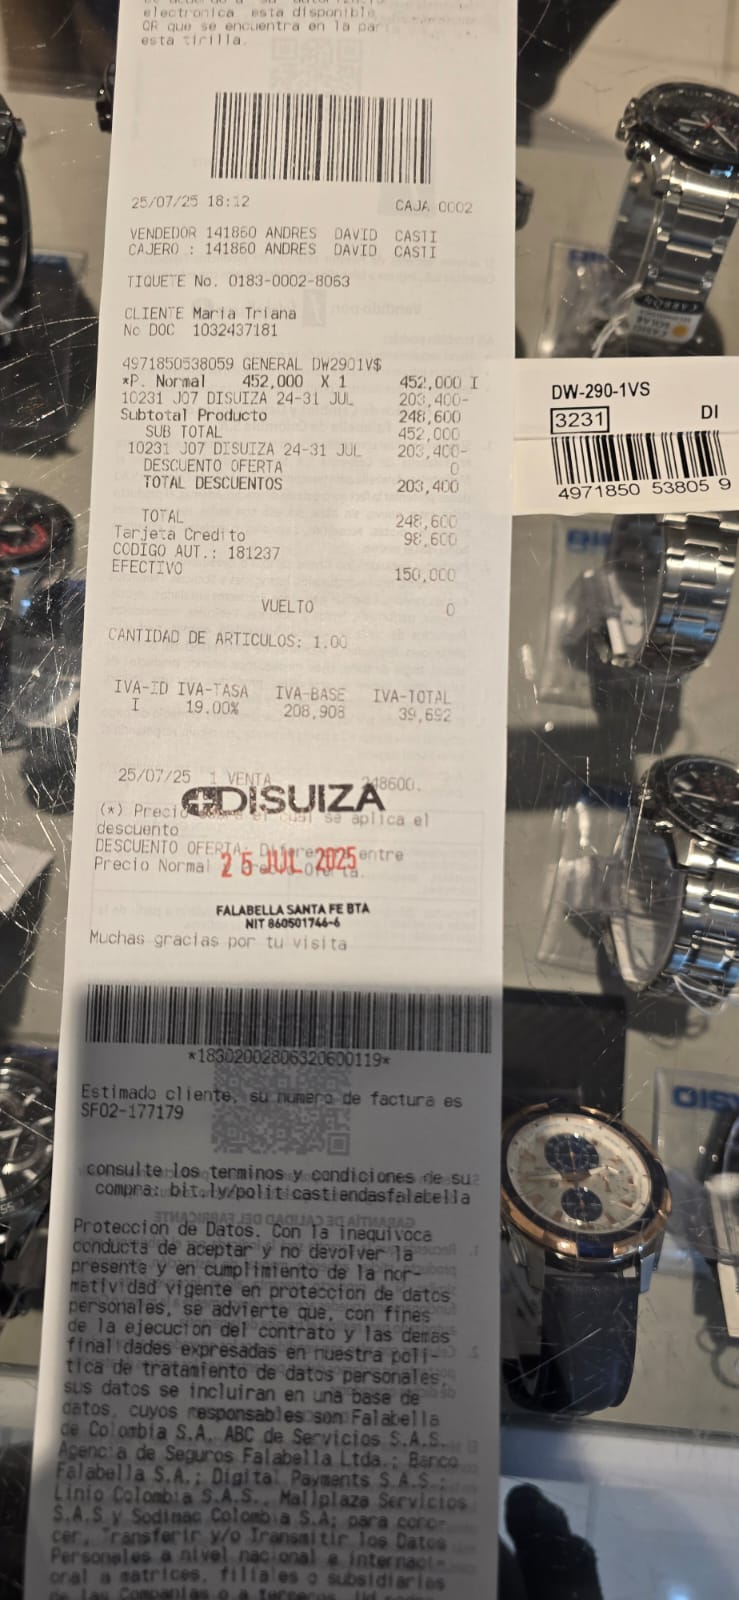 electronica esta disponible
QR que se encuentra en la par
esta tirilla.
25/07/25 18:12 CAJA 0002
VENDEDOR 141860 ANDRES DAVID CASTI
CAJERO : 141860 ANDRES DAVID CASTI
TIQUETE No. 0183-0002-8063
CLIENTE Maria Triana
No DOC 1032437181
4971850538059 GENERAL DW2901V$
*P. Normal 452,000 X 1 452,000 I
10231 J07 DISUIZA 24-31 JUL 203,400-
Subtotal Producto 248,600
SUB TOTAL 452,000
10231 J07 DISUIZA 24-31 JUL 203,400-
DESCUENTO OFERTA 0
TOTAL DESCUENTOS 203,400
TOTAL 248,600
Tarjeta Credito 98,600
CODIGO AUT.: 181237
EFECTIVO 150,000
VUELTO 0
CANTIDAD DE ARTICULOS: 1.00
IVA-ID IVA-TASA IVA-BASE IVA-TOTAL
I 19.00% 208,908 39,692
25/07/25 1 VENTA 248600.
DISUIZA
(*) Precio el cual se aplica el
descuento
DESCUENTO OFERTA: entre
Precio Normal
25 JUL 2025
FALABELLA SANTA FE BTA
NIT 860501746-6
Muchas gracias por tu visita
*18302002806320600119*
Estimado cliente, su numero de factura es
SF02-177179
consulte los terminos y condiciones de su
compra: bit.ly/politicastiendasfalabella
Proteccion de Datos. Con la inequivoca
conducta de aceptar y no devolver la
presente y en cumplimiento de la nor-
matividad vigente en proteccion de datos
personales, se advierte que, con fines
de la ejecucion del contrato y las demas
finalidades expresadas en nuestra poli-
tica de tratamiento de datos personales,
sus datos se incluiran en una base de
datos, cuyos responsables son Falabella
de Colombia S.A, ABC de Servicios S.A.S,
Agencia de Seguros Falabella Ltda.; Banco
Falabella S.A.; Digital Payments S.A.S.;
Linio Colombia S.A.S., Mallplaza Servicios
S.A.S y Sodimac Colombia S.A; para cono-
cer, Transferir y/o Transmitir los Datos
Personales a nivel nacional e internaci-
onal a matrices, filiales o subsidiarias
DW-290-1VS
3231 DI
4971850 53805 9